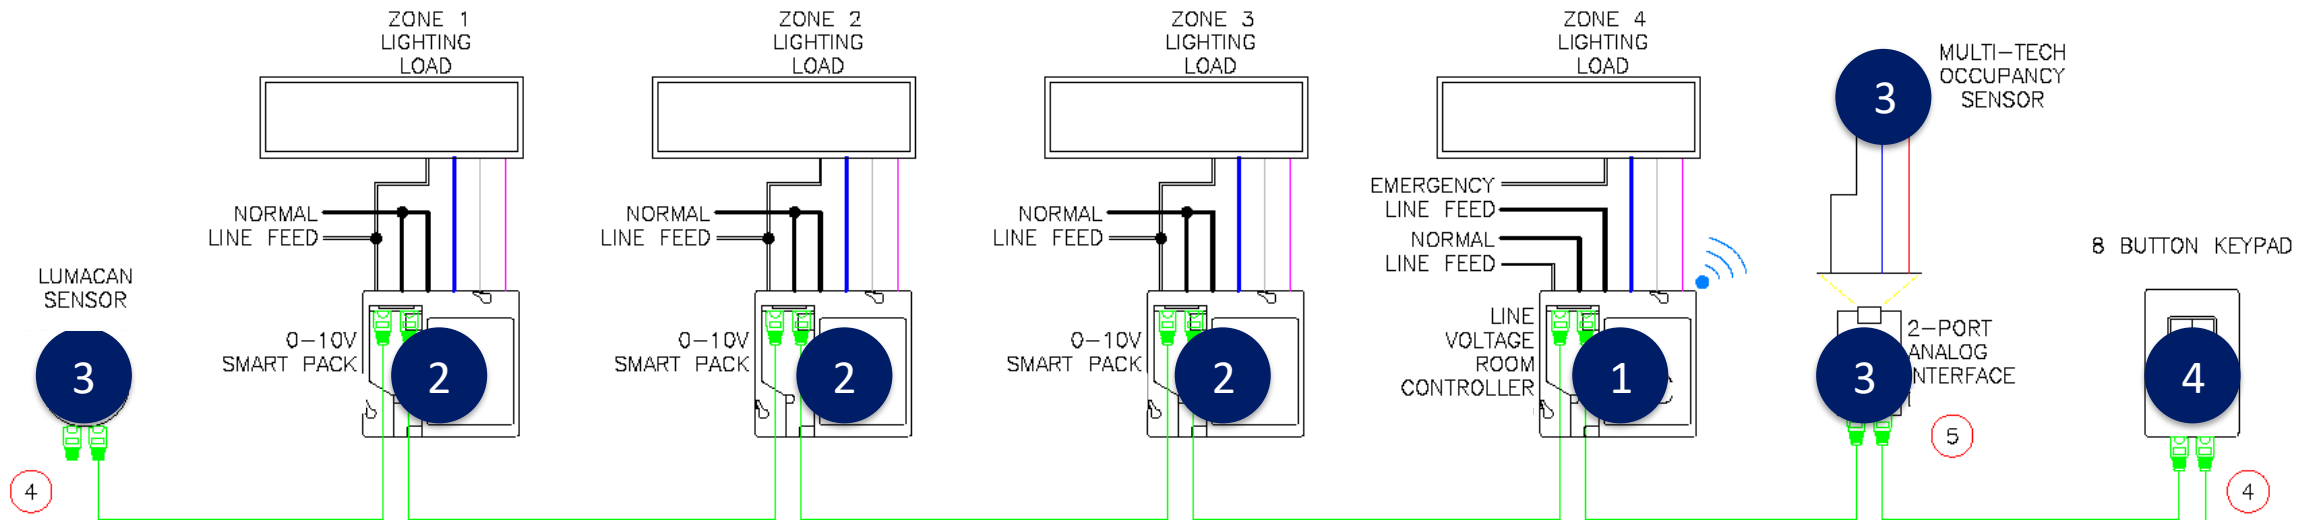 ZONE 1
LIGHTING
LOAD
ZONE 2
LIGHTING
LOAD
ZONE 3
LIGHTING
LOAD
ZONE 4
LIGHTING
LOAD
MULTI-TECH
OCCUPANCY
SENSOR
3
NORMAL
LINE FEED
NORMAL
LINE FEED
NORMAL
LINE FEED
EMERGENCY
LINE FEED
NORMAL
LINE FEED
8 BUTTON KEYPAD
LUMACAN
SENSOR
3
0-10V
SMART PACK
2
0-10V
SMART PACK
2
0-10V
SMART PACK
2
LINE
VOLTAGE
ROOM
CONTROLLER
1
3
2-PORT
ANALOG
NTERFACE
4
4
5
4